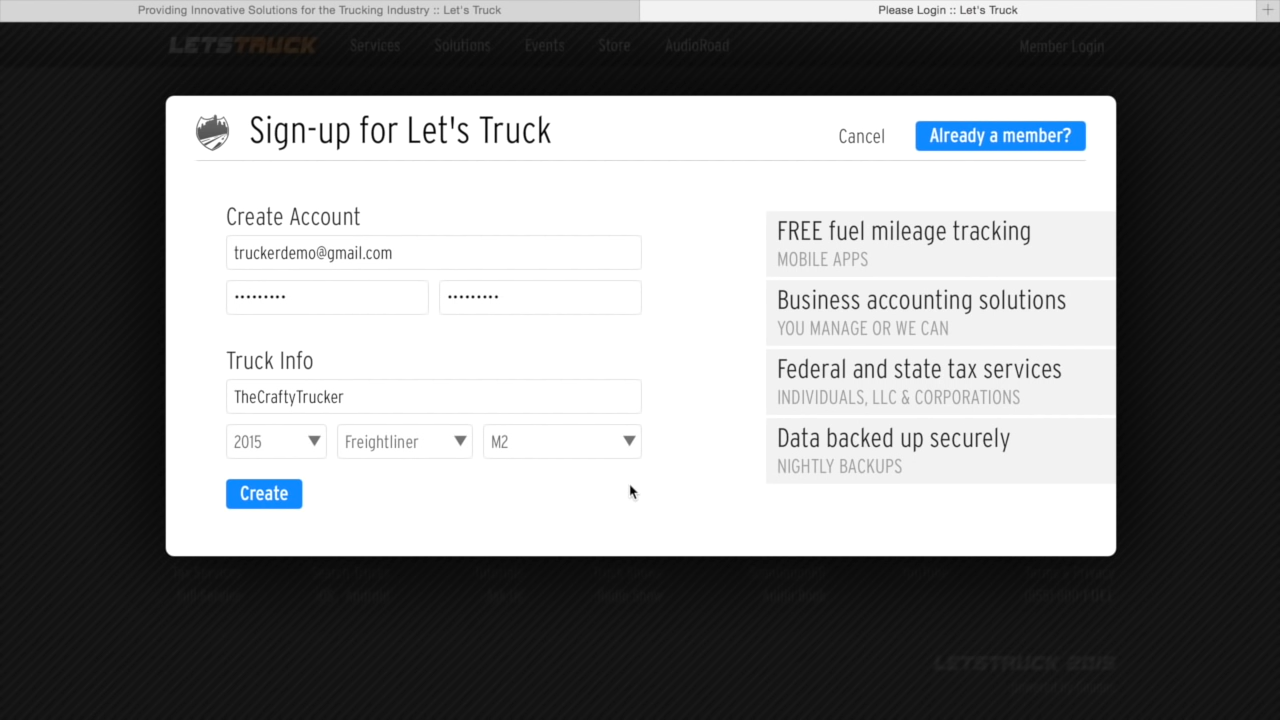 Providing Innovative Solutions for the Trucking Industry :: Let's Truck
Please Login :: Let's Truck
LETSTRUCK Services Solutions Events Store AudioRoad Member Login
Sign-up for Let's Truck
Cancel
Already a member?
Create Account
truckerdemo@gmail.com
Truck Info
TheCraftyTrucker
2015 Freightliner M2
Create
FREE fuel mileage tracking
MOBILE APPS
Business accounting solutions
YOU MANAGE OR WE CAN
Federal and state tax services
INDIVIDUALS, LLC & CORPORATIONS
Data backed up securely
NIGHTLY BACKUPS
LETSTRUCK 2015